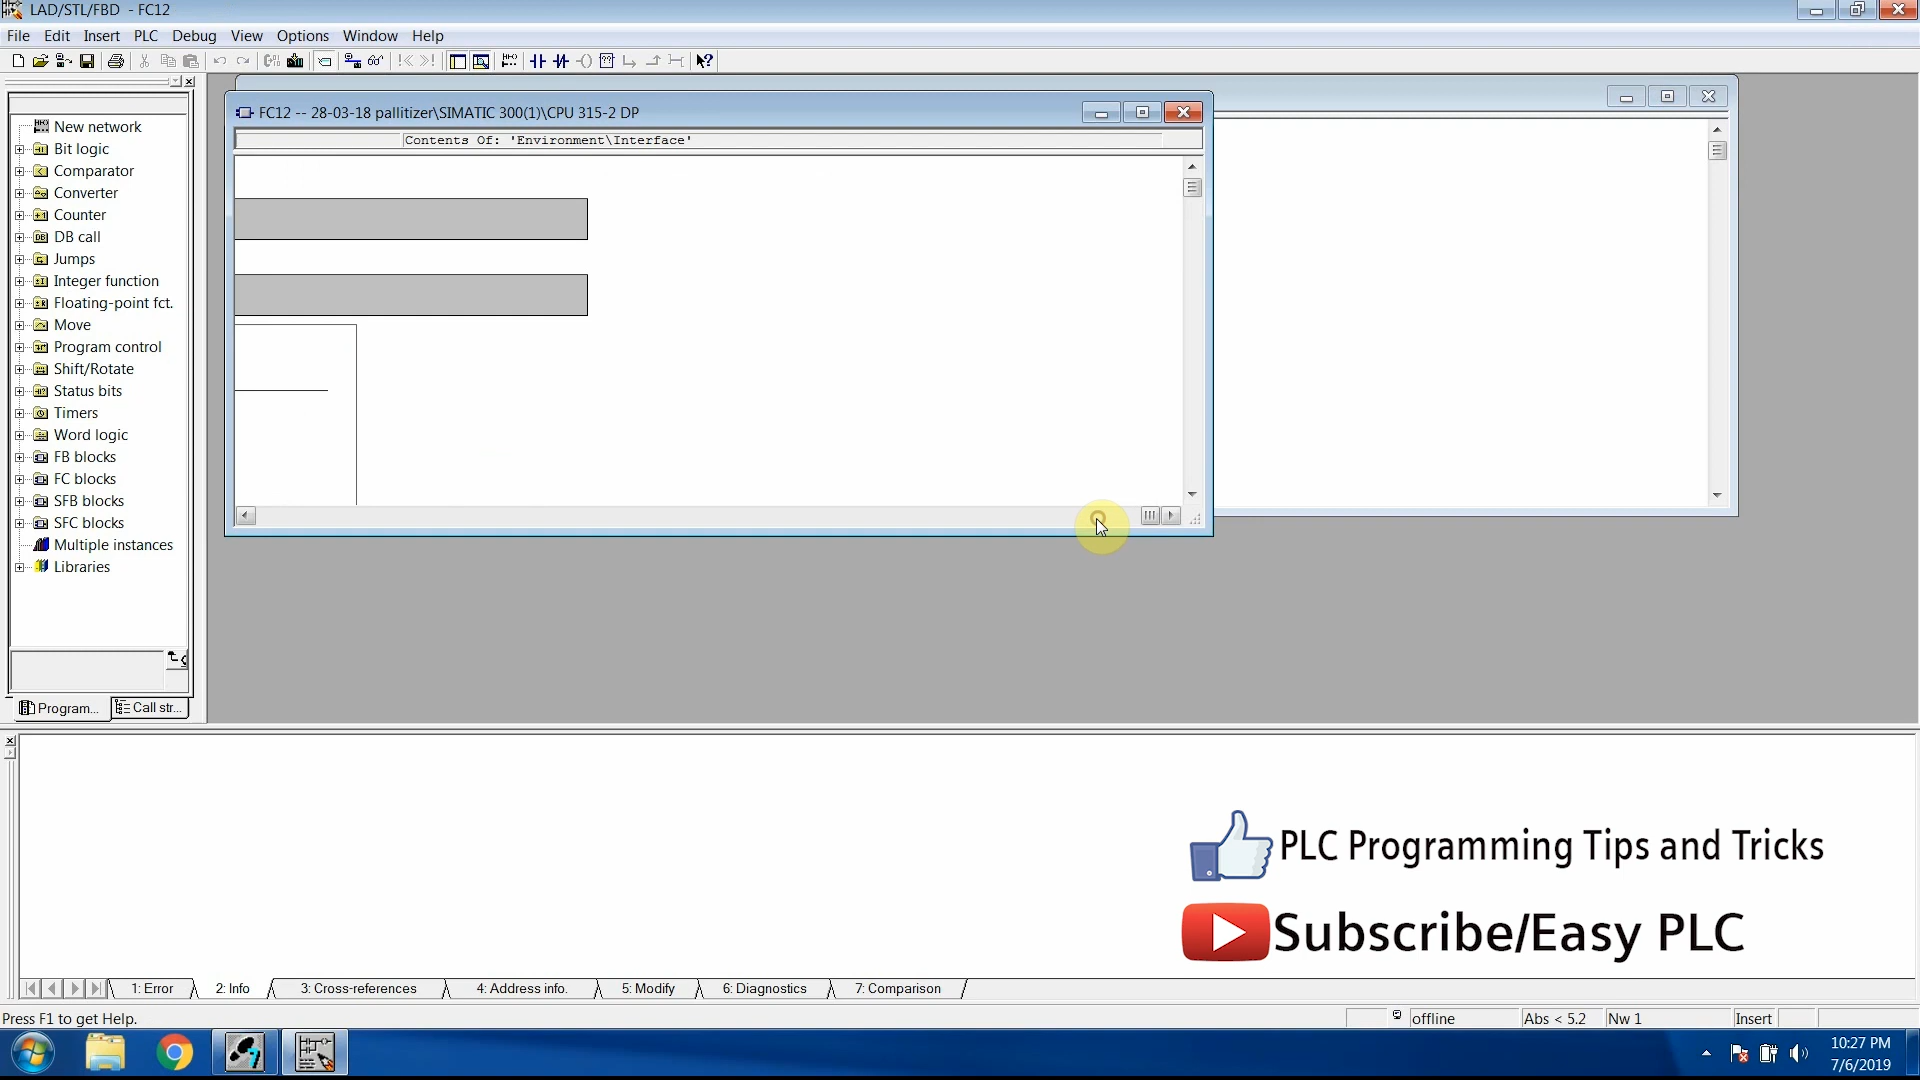 LAD/STL/FBD - FC12
File Edit Insert PLC Debug View Options Window Help
FC12 -- 28-03-18 pallitizer\SIMATIC 300(1)\CPU 315-2 DP
Contents Of: 'Environment\Interface'
New network
Bit logic
Comparator
Converter
Counter
DB call
Jumps
Integer function
Floating-point fct.
Move
Program control
Shift/Rotate
Status bits
Timers
Word logic
FB blocks
FC blocks
SFB blocks
SFC blocks
Multiple instances
Libraries
Program... Call str...
PLC Programming Tips and Tricks
Subscribe/Easy PLC
1: Error 2: Info 3: Cross-references 4: Address info. 5: Modify 6: Diagnostics 7: Comparison
Press F1 to get Help. offline Abs < 5.2 Nw 1 Insert
10:27 PM
7/6/2019